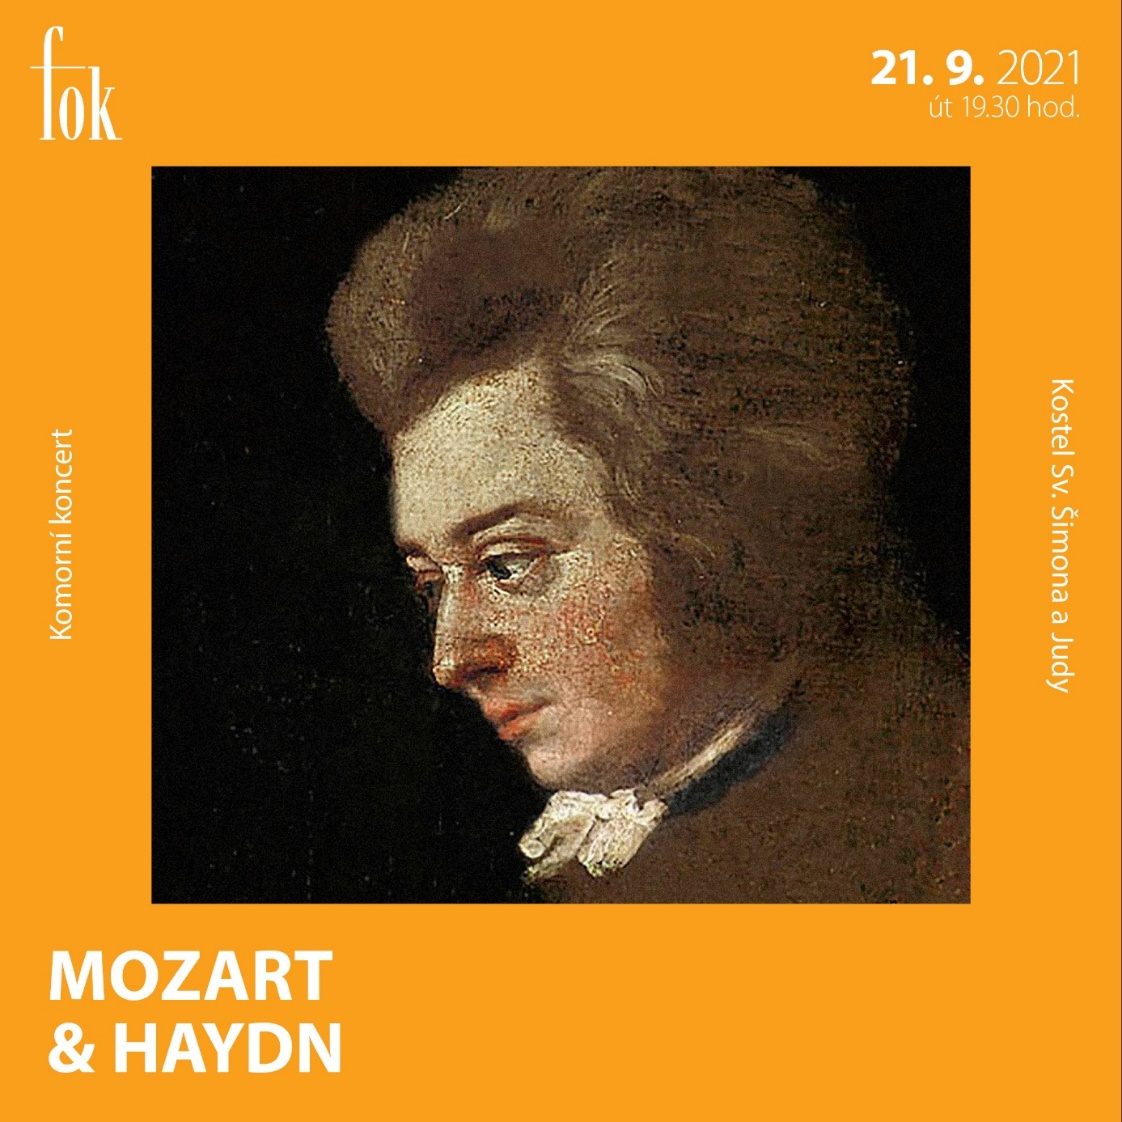 fok
21. 9. 2021
út 19.30 hod.
Komorní koncert
Kostel Sv. Šimona a Judy
MOZART
& HAYDN